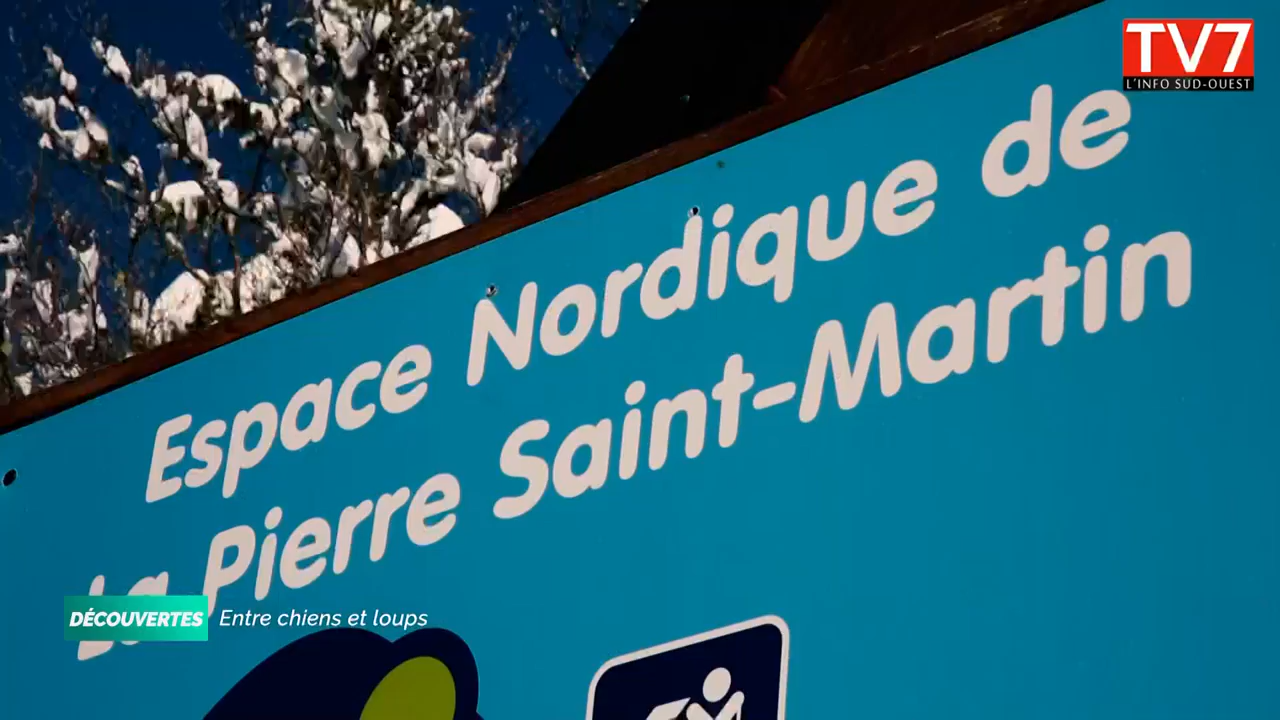 TV7
L'INFO SUD-OUEST
Espace Nordique de
La Pierre Saint-Martin
DÉCOUVERTES Entre chiens et loups